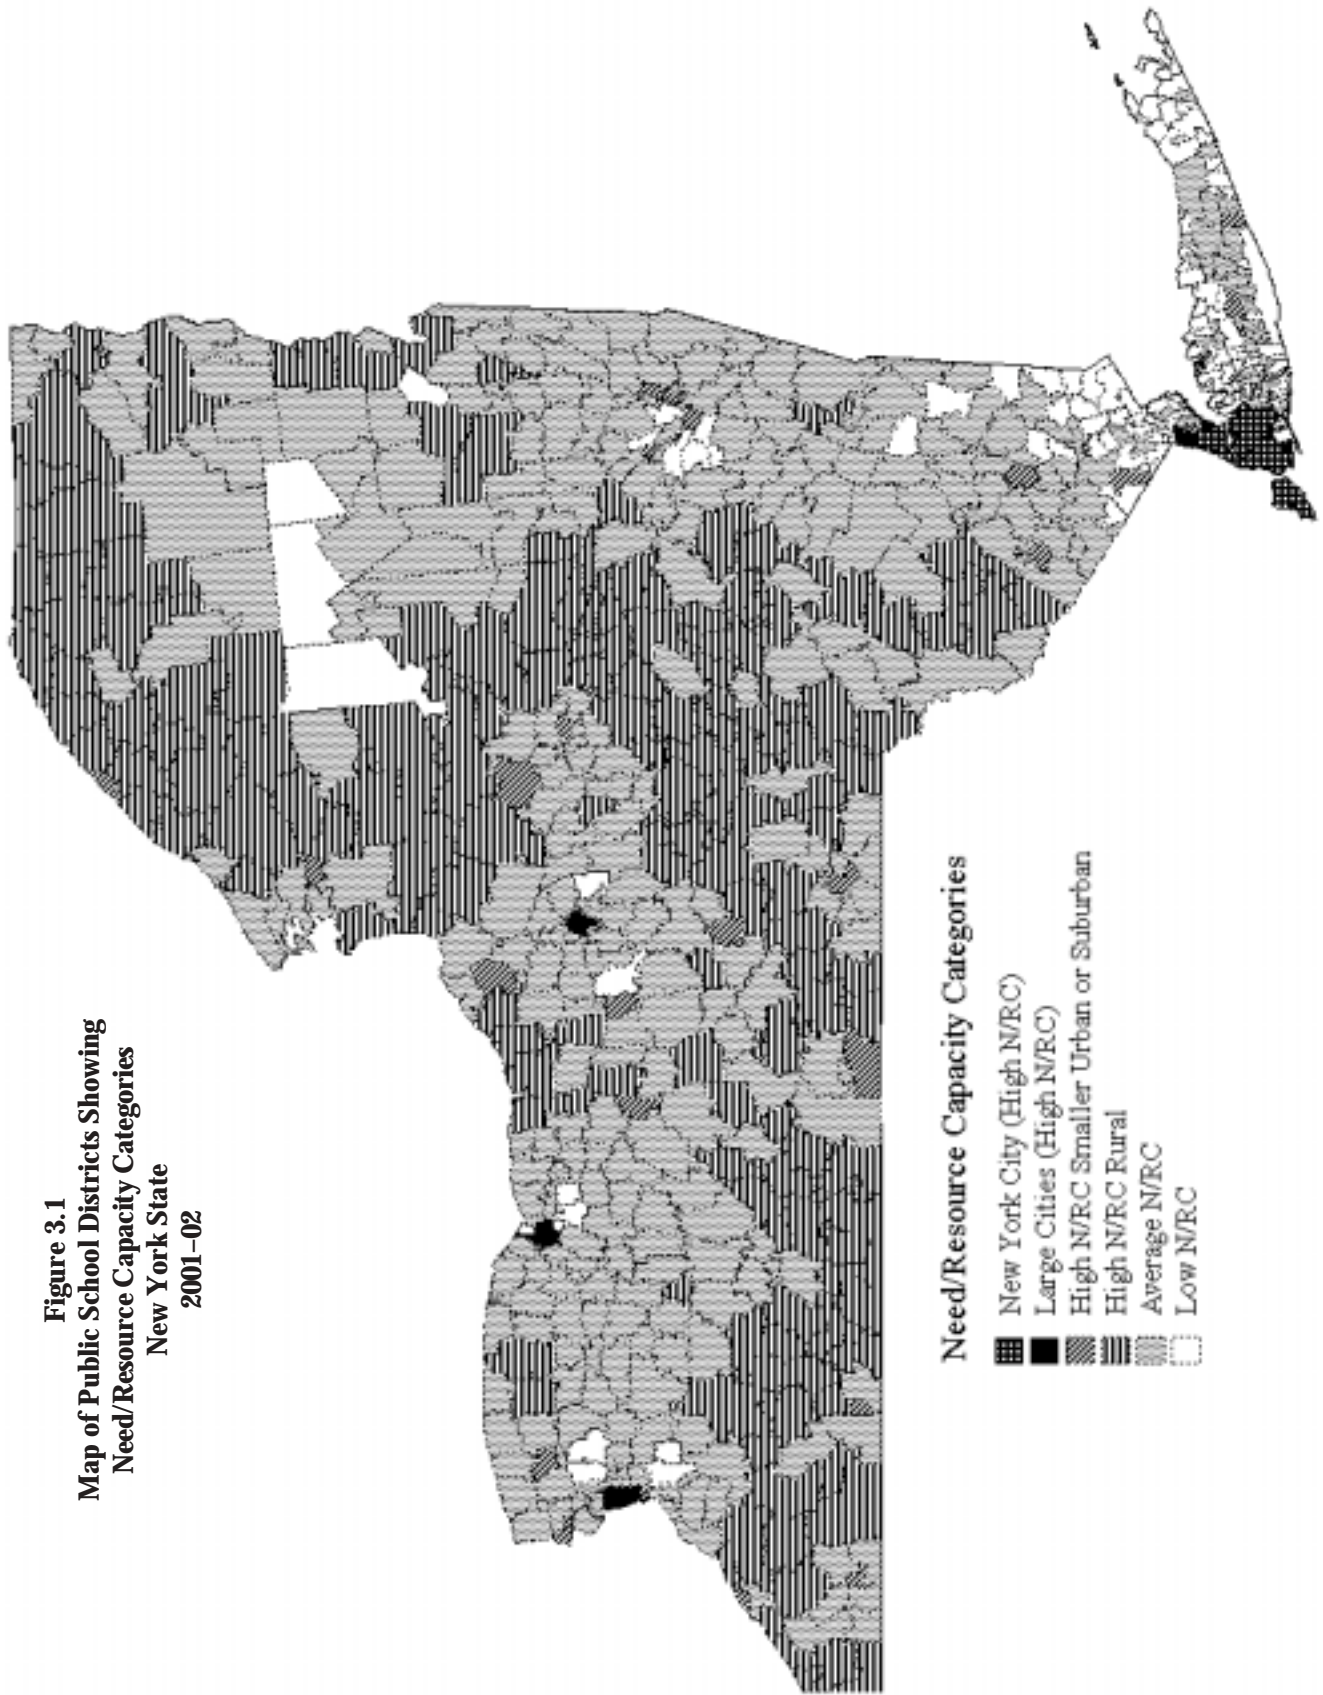 Figure 3.1
Map of Public School Districts Showing
Need/Resource Capacity Categories
New York State
2001–02
Need/Resource Capacity Categories
New York City (High N/RC)
Large Cities (High N/RC)
High N/RC Smaller Urban or Suburban
High N/RC Rural
Average N/RC
Low N/RC